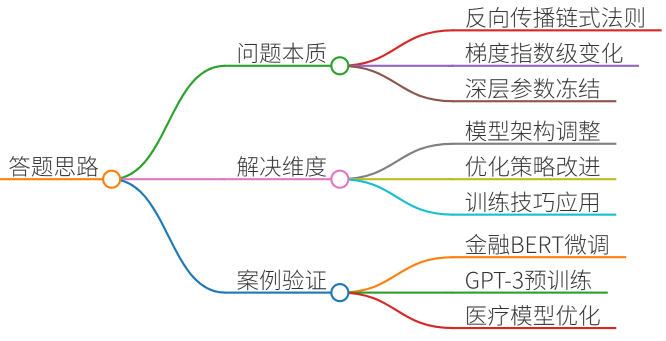 答题思路
问题本质
反向传播链式法则
梯度指数级变化
深层参数冻结
解决维度
模型架构调整
优化策略改进
训练技巧应用
案例验证
金融BERT微调
GPT-3预训练
医疗模型优化